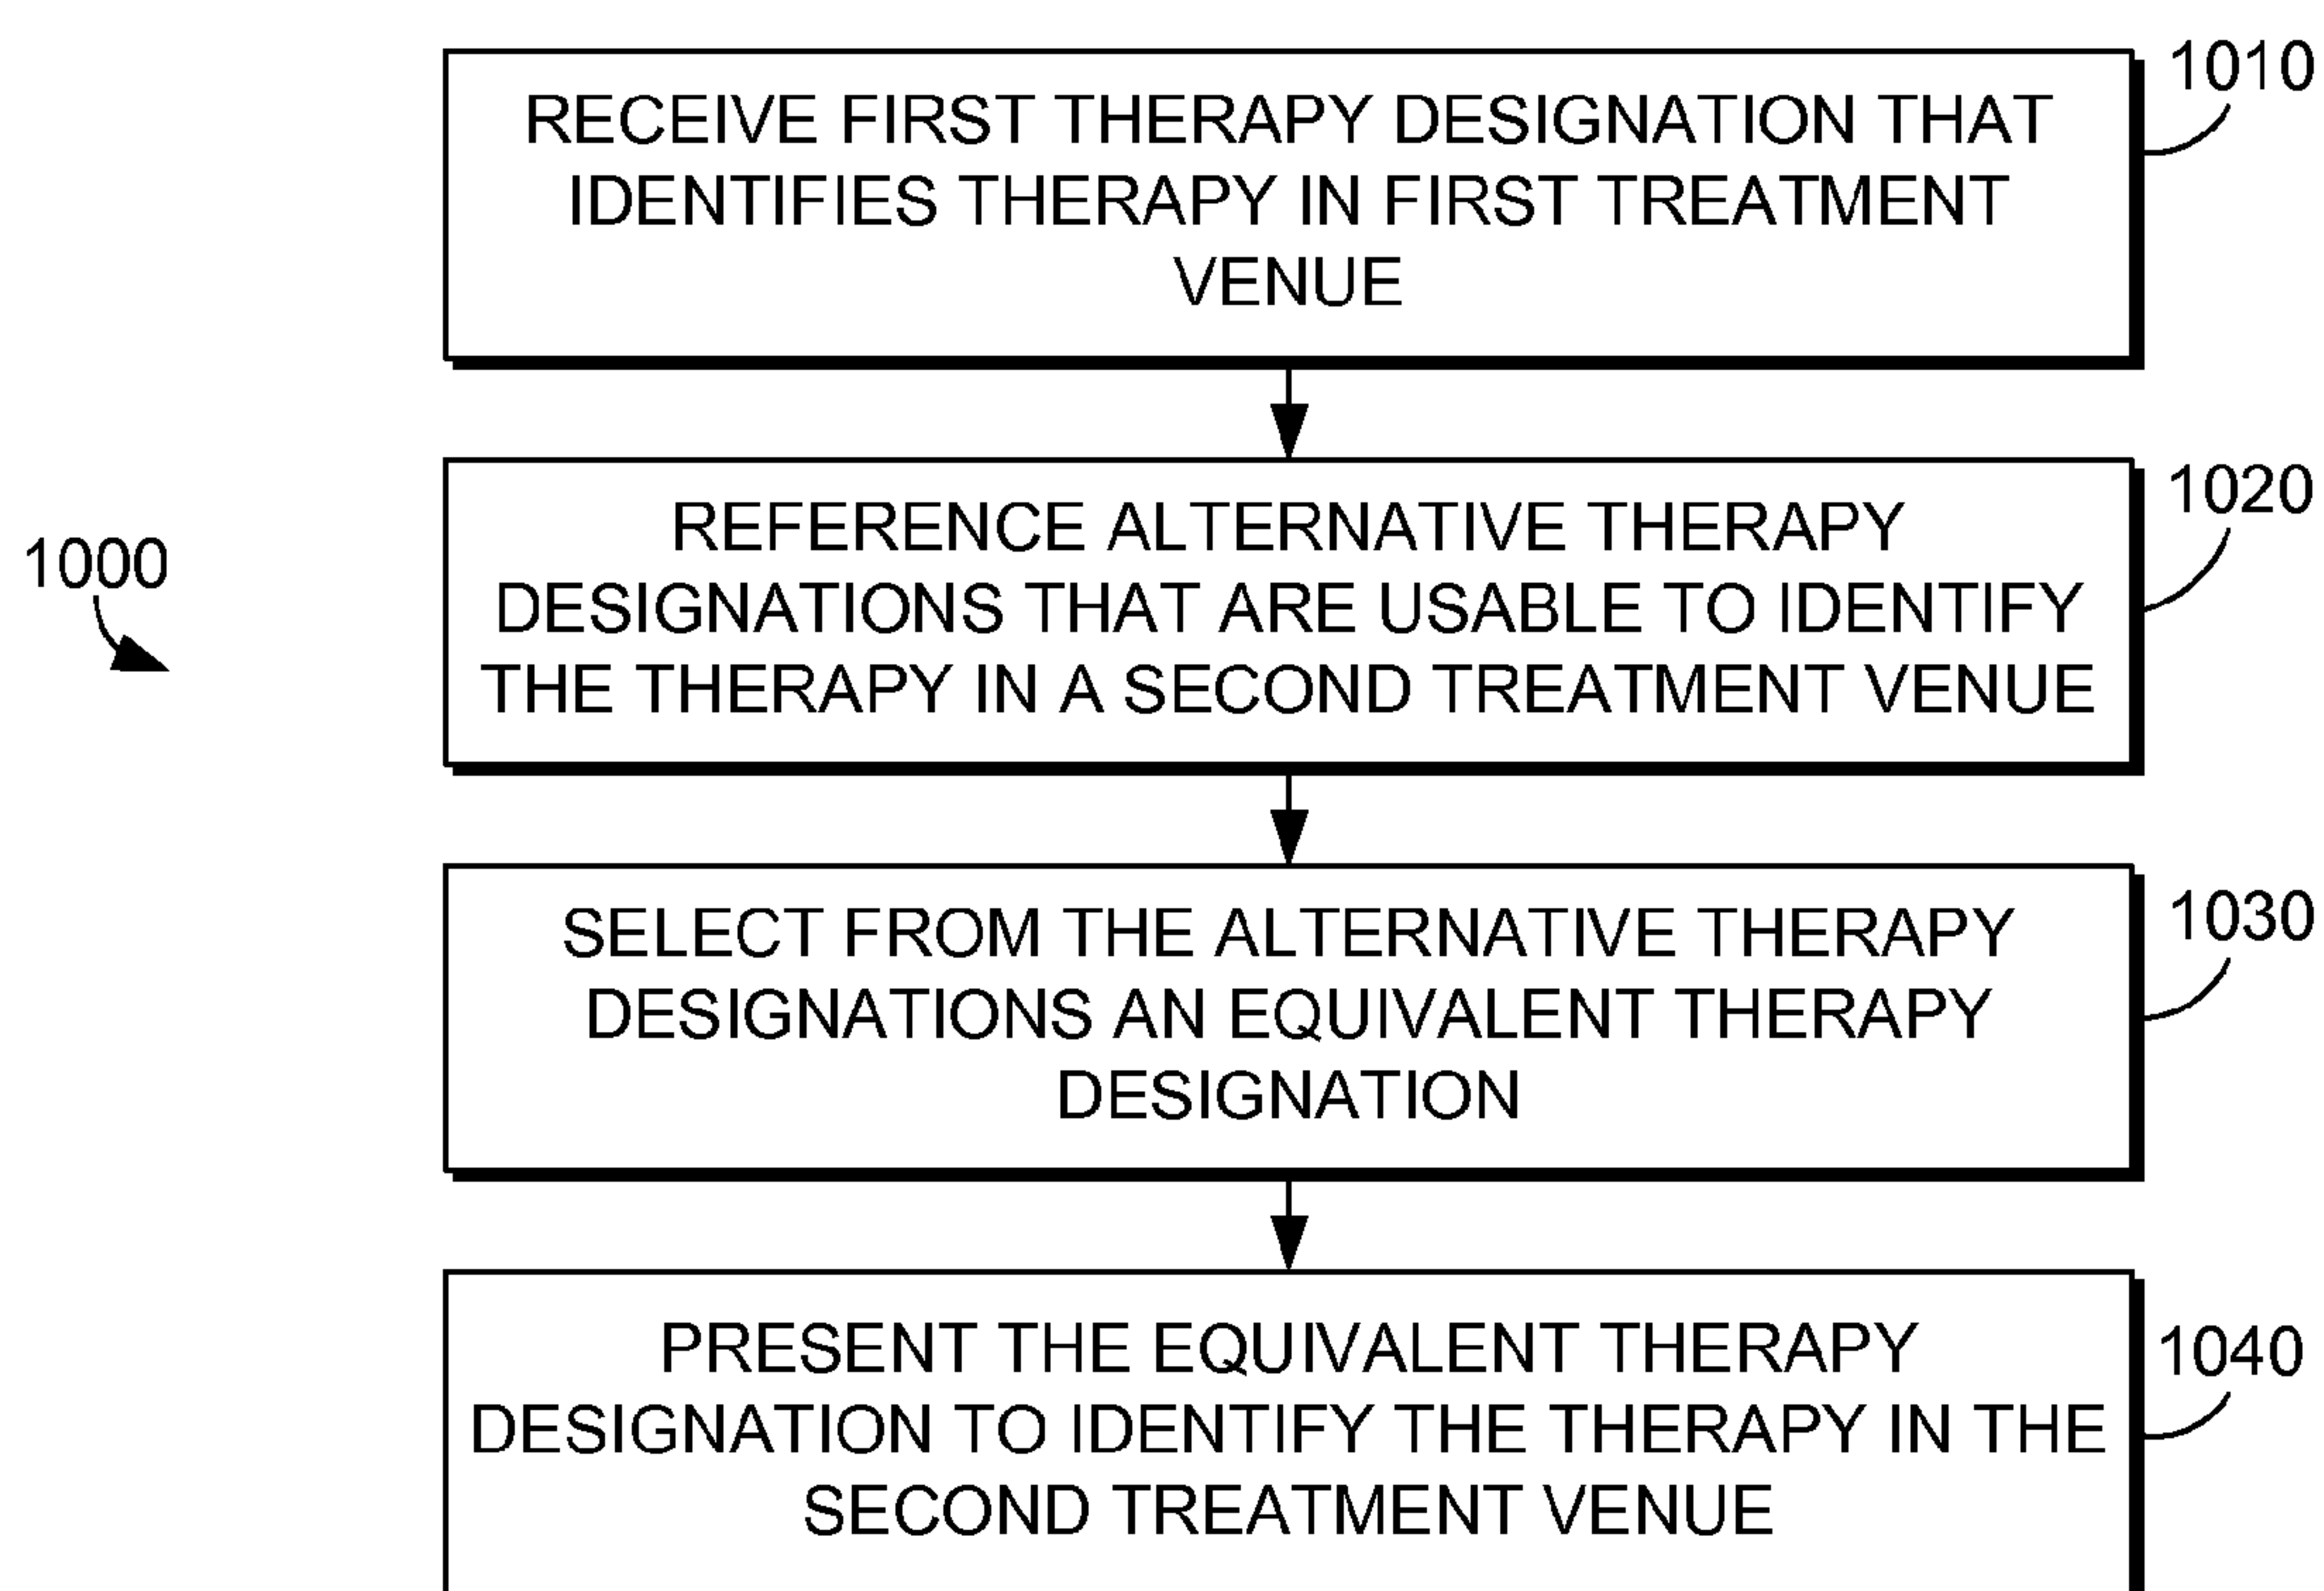 1010
RECEIVE FIRST THERAPY DESIGNATION THAT
IDENTIFIES THERAPY IN FIRST TREATMENT
VENUE
1020
REFERENCE ALTERNATIVE THERAPY
DESIGNATIONS THAT ARE USABLE TO IDENTIFY
THE THERAPY IN A SECOND TREATMENT VENUE
1000
1030
SELECT FROM THE ALTERNATIVE THERAPY
DESIGNATIONS AN EQUIVALENT THERAPY
DESIGNATION
1040
PRESENT THE EQUIVALENT THERAPY
DESIGNATION TO IDENTIFY THE THERAPY IN THE
SECOND TREATMENT VENUE